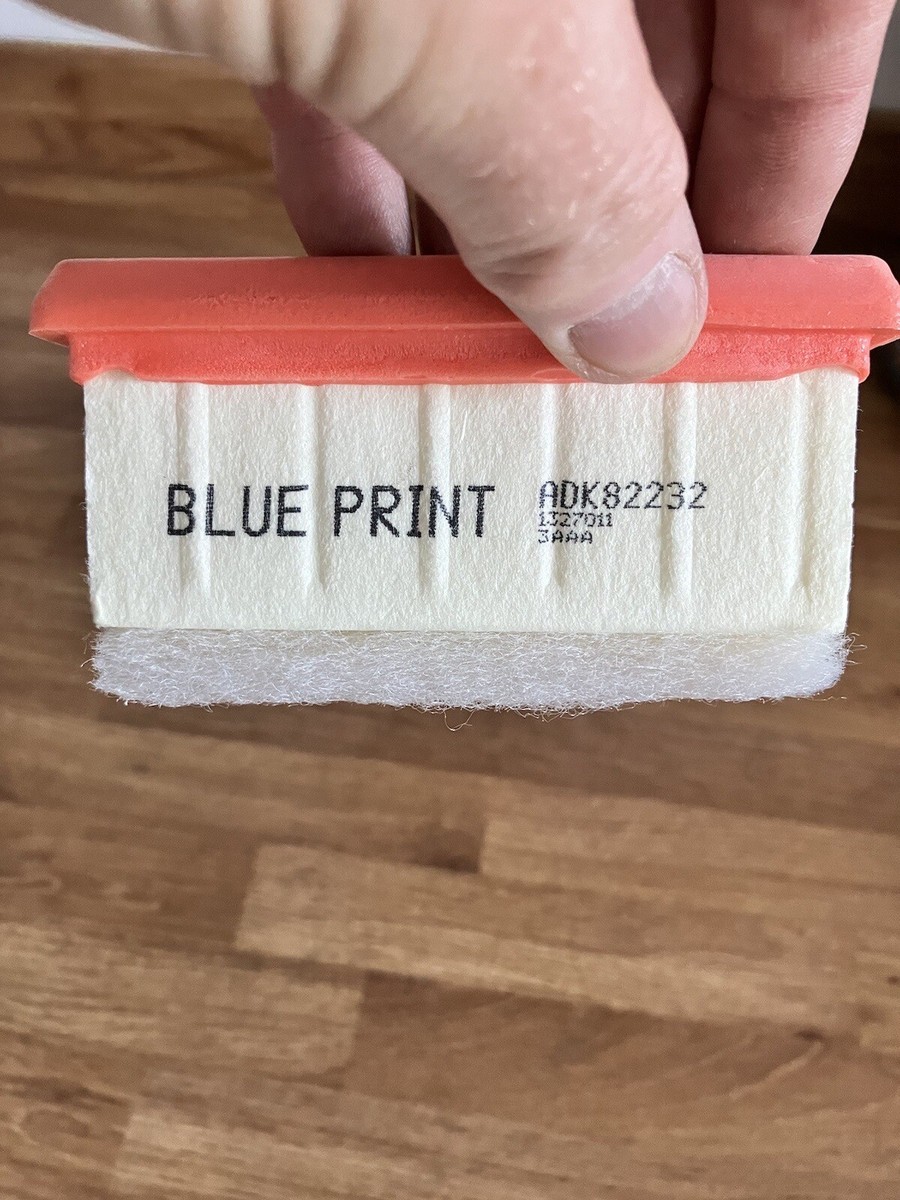 BLUE PRINT ADK82232
1327011
3AAA